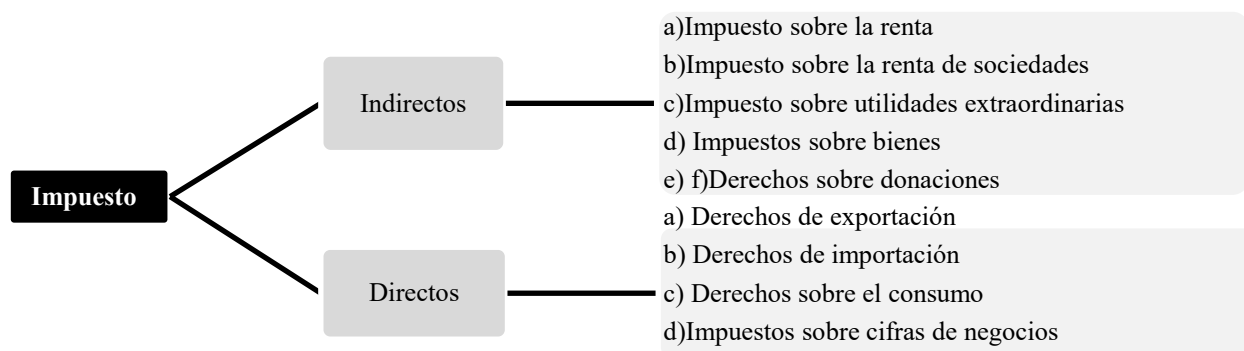 Impuesto
Indirectos
a)Impuesto sobre la renta
b)Impuesto sobre la renta de sociedades
c)Impuesto sobre utilidades extraordinarias
d) Impuestos sobre bienes
e) f)Derechos sobre donaciones
Directos
a) Derechos de exportación
b) Derechos de importación
c) Derechos sobre el consumo
d)Impuestos sobre cifras de negocios